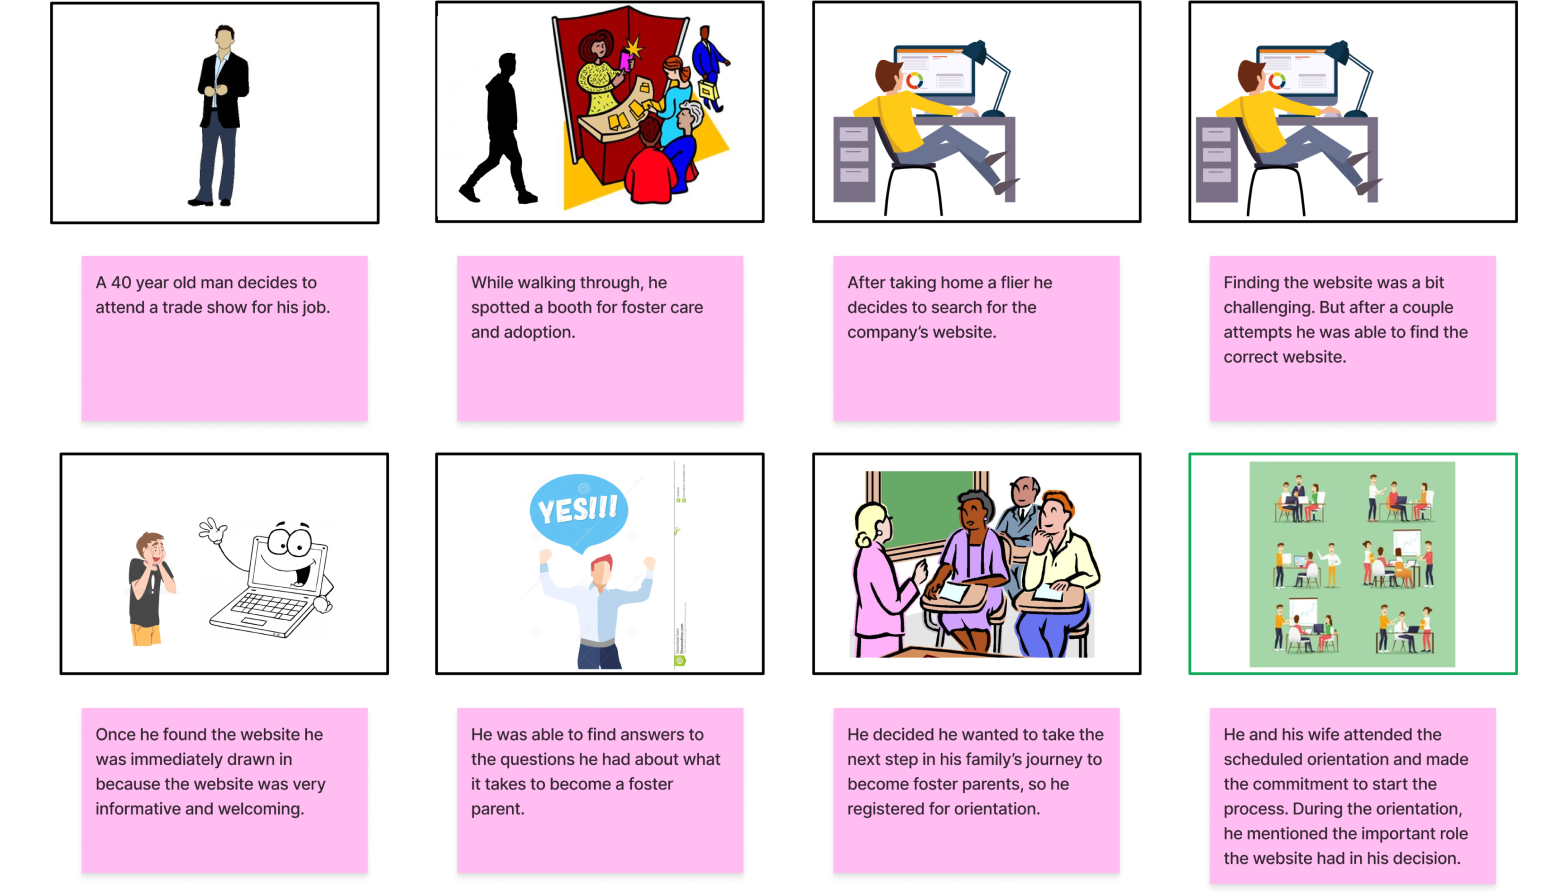 A 40 year old man decides to
attend a trade show for his job.
While walking through, he
spotted a booth for foster care
and adoption.
After taking home a flier he
decides to search for the
company's website.
Finding the website was a bit
challenging. But after a couple
attempts he was able to find the
correct website.
YES!!!
Once he found the website he
was immediately drawn in
because the website was very
informative and welcoming.
He was able to find answers to
the questions he had about what
it takes to become a foster
parent.
He decided he wanted to take the
next step in his family's journey to
become foster parents, so he
registered for orientation.
He and his wife attended the
scheduled orientation and made
the commitment to start the
process. During the orientation,
he mentioned the important role
the website had in his decision.